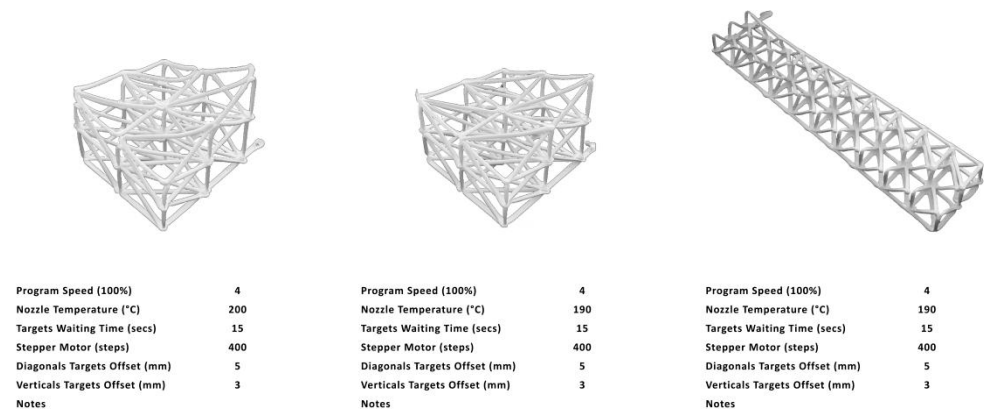 Program Speed (100%) 4
Nozzle Temperature (°C) 200
Targets Waiting Time (secs) 15
Stepper Motor (steps) 400
Diagonals Targets Offset (mm) 5
Verticals Targets Offset (mm) 3
Notes
Program Speed (100%) 4
Nozzle Temperature (°C) 190
Targets Waiting Time (secs) 15
Stepper Motor (steps) 400
Diagonals Targets Offset (mm) 5
Verticals Targets Offset (mm) 3
Notes
Program Speed (100%) 4
Nozzle Temperature (°C) 190
Targets Waiting Time (secs) 15
Stepper Motor (steps) 400
Diagonals Targets Offset (mm) 5
Verticals Targets Offset (mm) 3
Notes